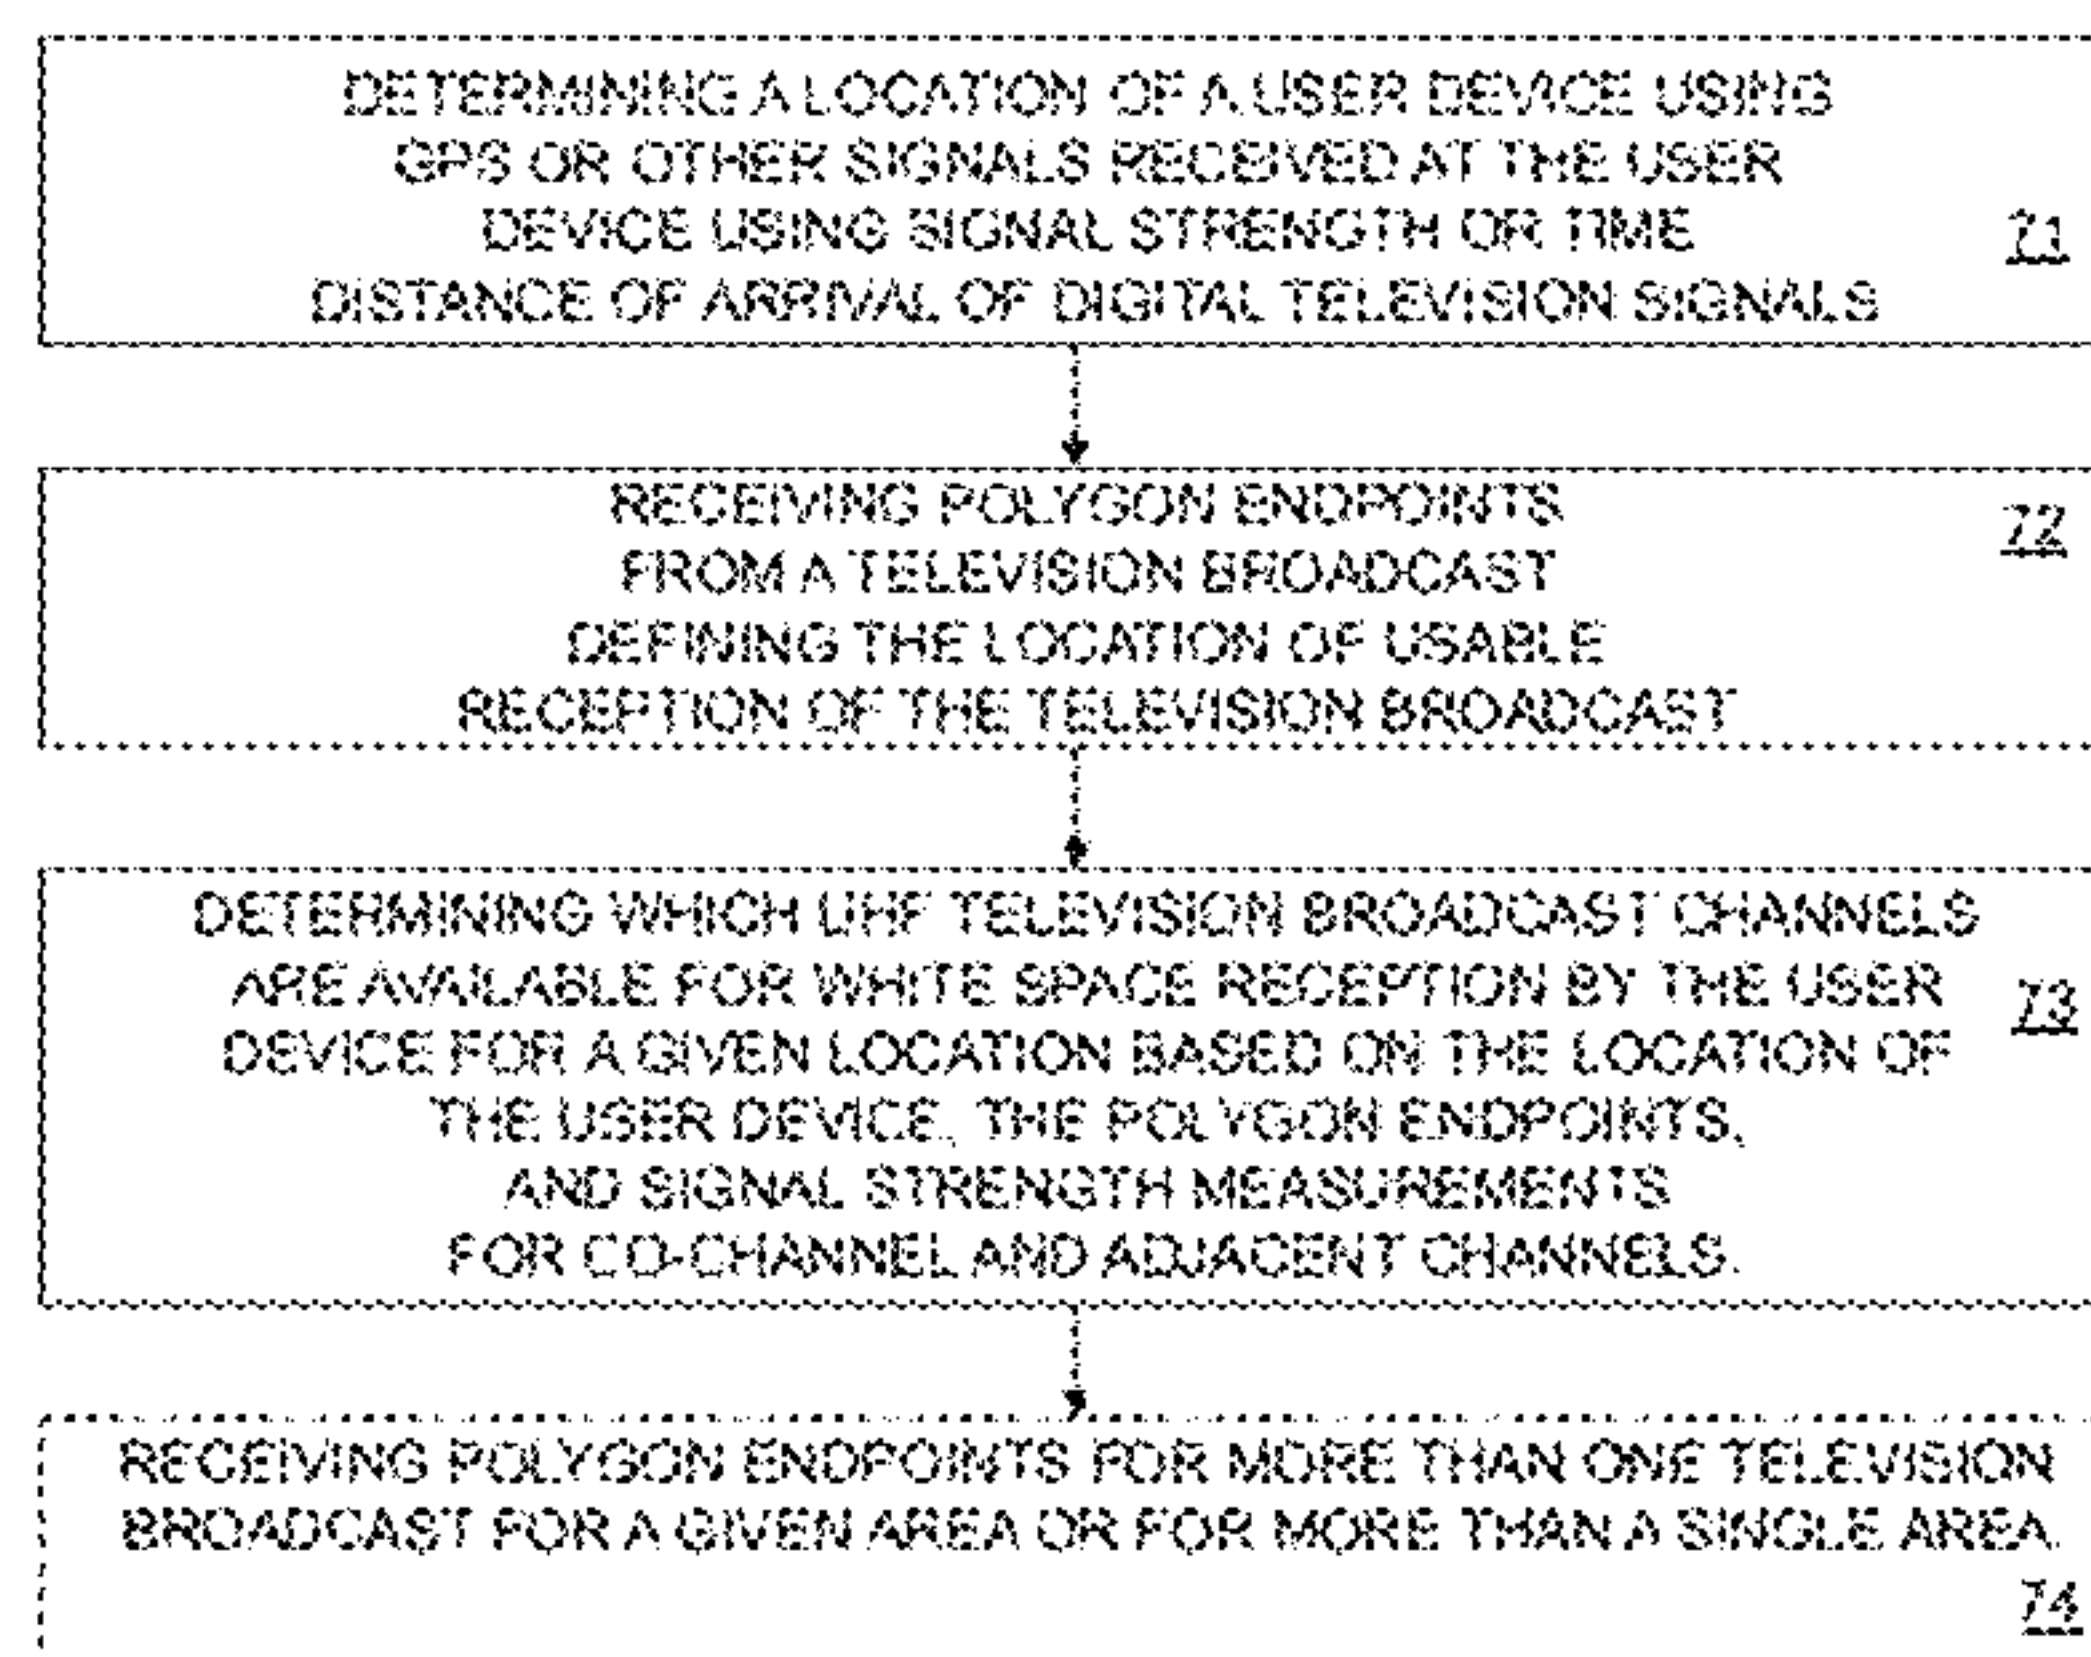 DETERMINING A LOCATION OF A USER DEVICE USING
GPS OR OTHER SIGNALS RECEIVED AT THE USER
DEVICE USING SIGNAL STRENGTH OR TIME
71
DISTANCE OF ARRIVAL OF DIGITAL TELEVISION SIGNALS
RECEIVING POLYGON ENDPOINTS
72
FROM A TELEVISION BROADCAST
DEFINING THE LOCATION OF USABLE
RECEPTION OF THE TELEVISION BROADCAST
DETERMINING WHICH UHF TELEVISION BROADCAST CHANNELS
ARE AVAILABLE FOR WHITE SPACE RECEPTION BY THE USER
73
DEVICE FOR A GIVEN LOCATION BASED ON THE LOCATION OF
THE USER DEVICE, THE POLYGON ENDPOINTS,
AND SIGNAL STRENGTH MEASUREMENTS
FOR CO-CHANNEL AND ADJACENT CHANNELS.
RECEIVING POLYGON ENDPOINTS FOR MORE THAN ONE TELEVISION
BROADCAST FOR A GIVEN AREA OR FOR MORE THAN A SINGLE AREA.
74